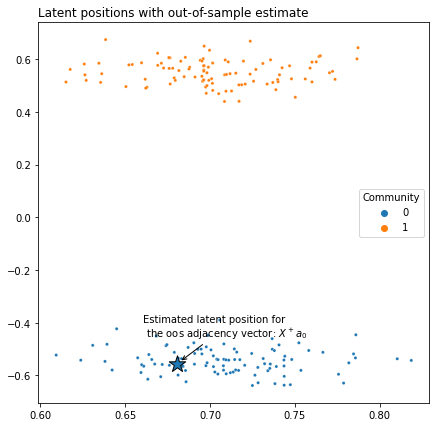 Latent positions with out-of-sample estimate
0.6
0.4
0.2
0.0
−0.2
−0.4
−0.6
Community
0
1
Estimated latent position for
the oos adjacency vector: X⁺a₀
0.60 0.65 0.70 0.75 0.80